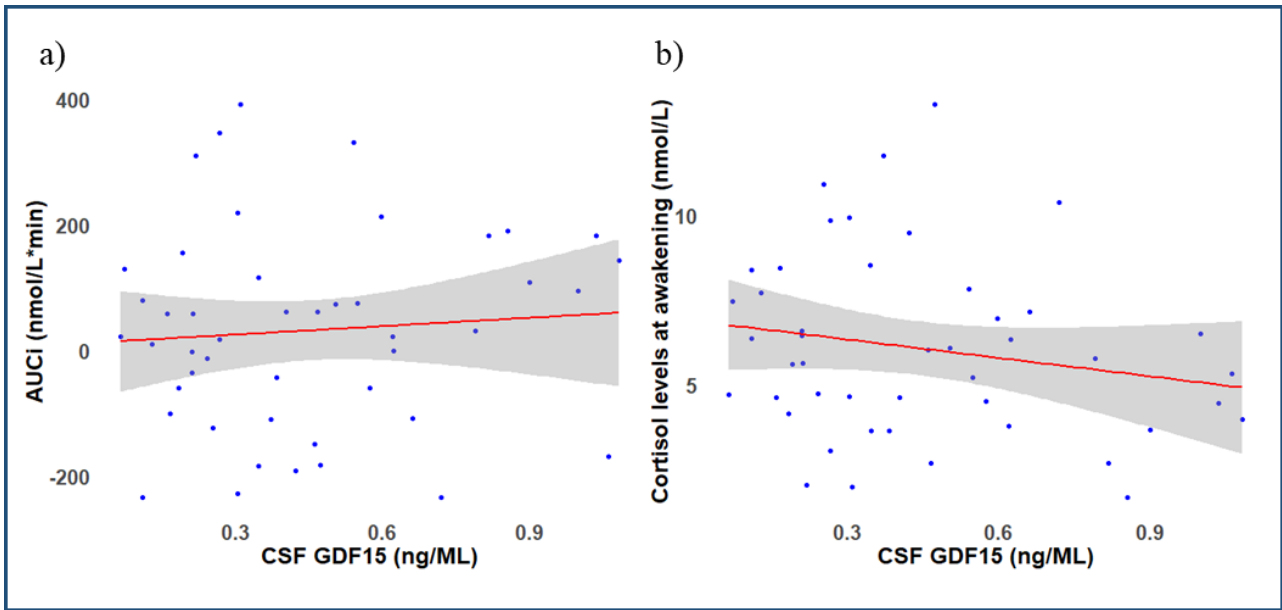 a)
AUCi (nmol/L*min)
400
200
0
-200
0.3 0.6 0.9
CSF GDF15 (ng/ML)
b)
Cortisol levels at awakening (nmol/L)
10
5
0.3 0.6 0.9
CSF GDF15 (ng/ML)